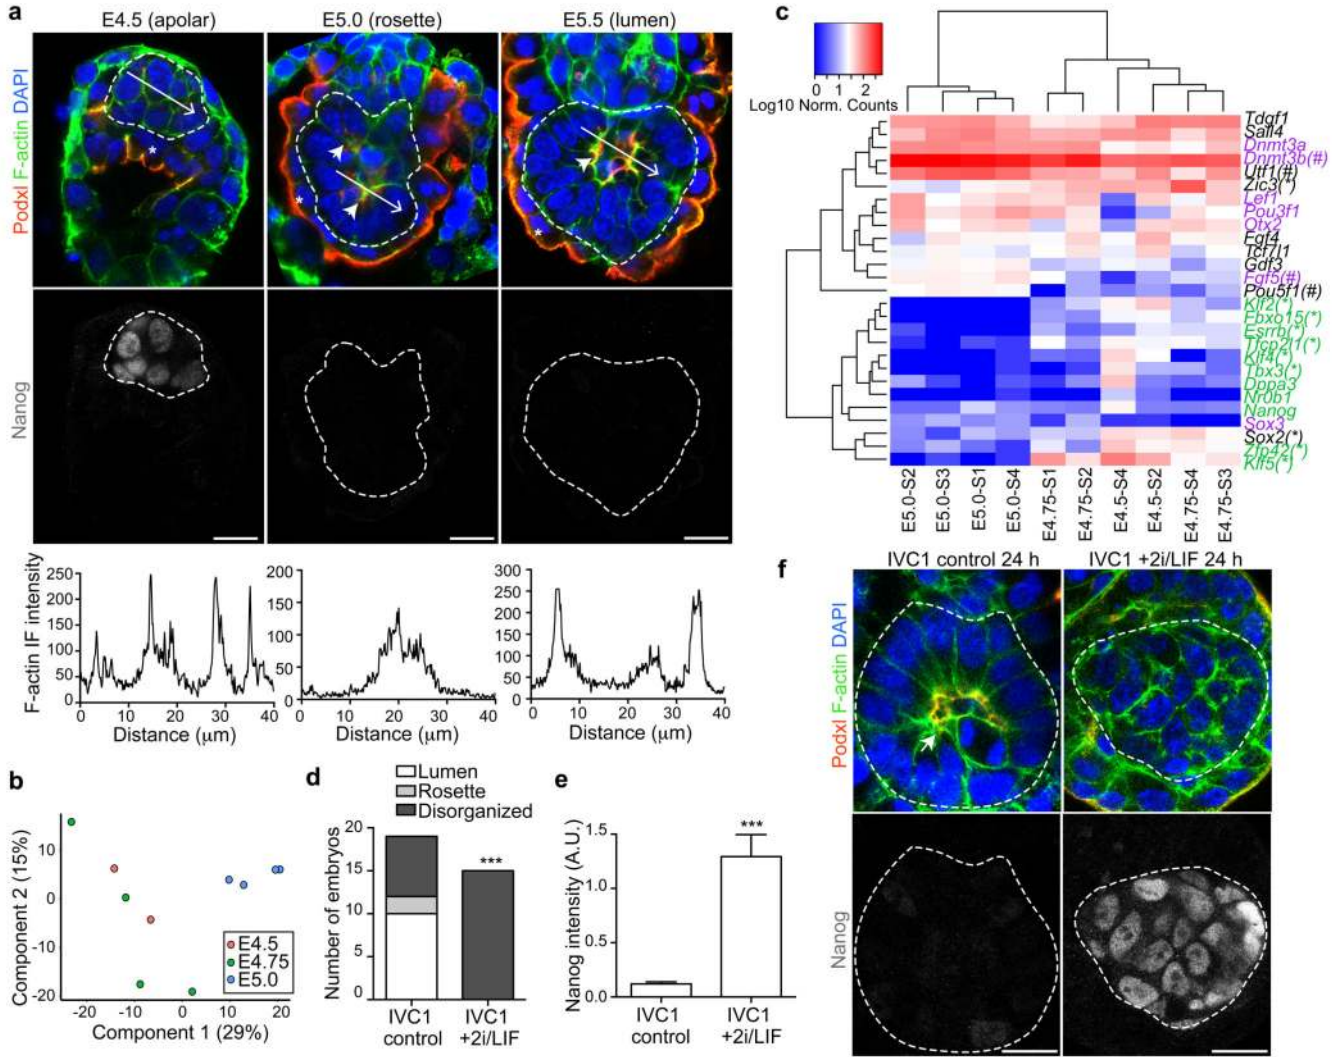 a
E4.5 (apolar)
E5.0 (rosette)
E5.5 (lumen)
Podxl F-actin DAPI
*
*
*
Nanog
F-actin IF intensity
250
200
150
100
50
0
0 10 20 30 40
Distance (μm)
200
150
100
50
0
0 10 20 30 40
Distance (μm)
300
250
200
150
100
50
0
0 10 20 30 40
Distance (μm)
b
Component 2 (15%)
10
0
-10
-20
-20 -10 0 10 20
Component 1 (29%)
E4.5
E4.75
E5.0
c
0 1 2
Log10 Norm. Counts
Tdgf1
Sall4
Dnmt3a
Dnmt3b(#)
Utf1(#)
Zic3(*)
Lef1
Pou3f1
Otx2
Fgf4
Tcf7l1
Gdf3
Fgf5(#)
Pou5f1(#)
Klf2(*)
Fbxo15(*)
Esrrb(*)
Tfcp2l1(*)
Klf4(*)
Tbx3(*)
Dppa3
Nr0b1
Nanog
Sox3
Sox2(*)
Zfp42(*)
Klf5(*)
E5.0-S2
E5.0-S3
E5.0-S1
E5.0-S4
E4.75-S1
E4.75-S2
E4.5-S4
E4.5-S2
E4.75-S4
E4.75-S3
d
Lumen
Rosette
Disorganized
Number of embryos
20
15
10
5
0
***
IVC1 control
IVC1 +2i/LIF
e
Nanog intensity (A.U.)
1.5
1.0
0.5
0.0
***
IVC1 control
IVC1 +2i/LIF
f
IVC1 control 24 h
IVC1 +2i/LIF 24 h
Podxl F-actin DAPI
Nanog